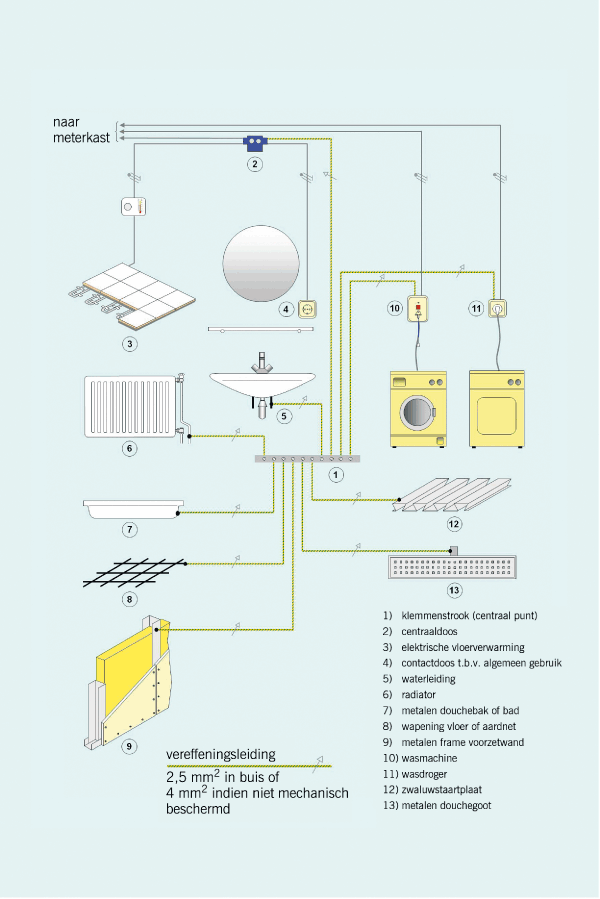 naar
meterkast
2
3
4
10
11
5
6
1
7
12
8
13
9
1) klemmenstrook (centraal punt)
2) centraaldoos
3) elektrische vloerverwarming
4) contactdoos t.b.v. algemeen gebruik
5) waterleiding
6) radiator
7) metalen douchebak of bad
8) wapening vloer of aardnet
9) metalen frame voorzetwand
10) wasmachine
11) wasdroger
12) zwaluwstaartplaat
13) metalen douchegoot
vereffeningsleiding
2,5 mm² in buis of
4 mm² indien niet mechanisch
beschermd